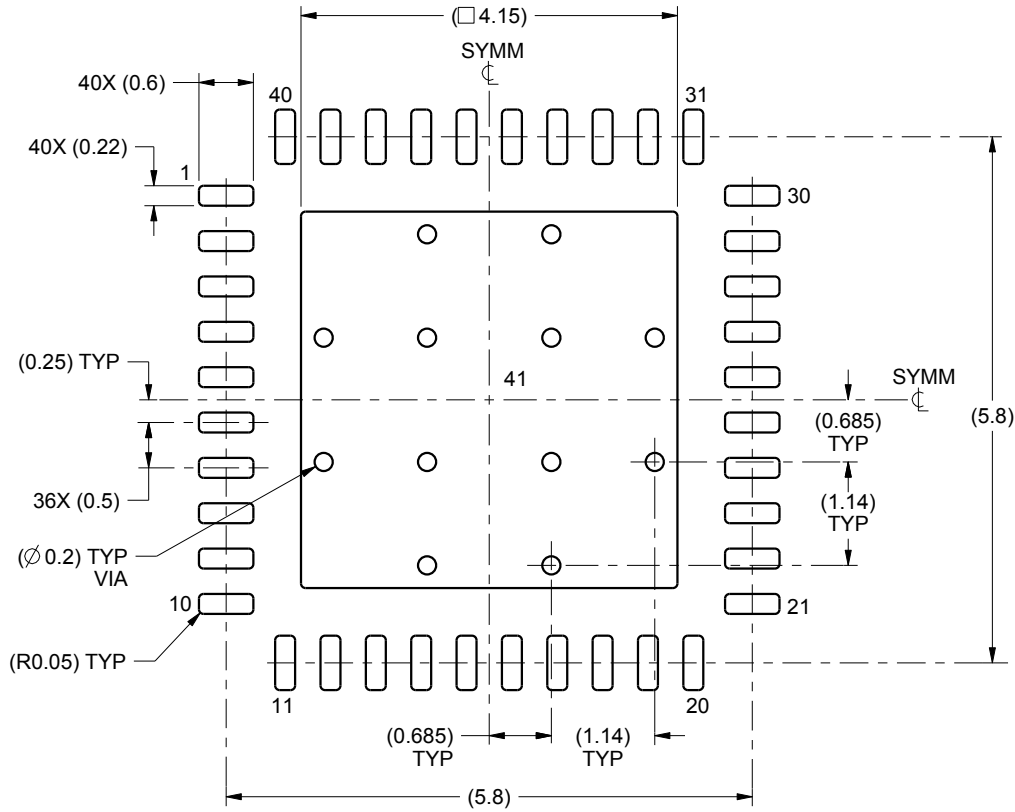 (□ 4.15)
SYMM
40X (0.6)
40
31
40X (0.22)
1
30
(0.25) TYP
41
SYMM
(0.685)
TYP
(5.8)
36X (0.5)
(1.14)
TYP
(∅ 0.2) TYP
VIA
10
21
(R0.05) TYP
11
20
(0.685)
TYP
(1.14)
TYP
(5.8)